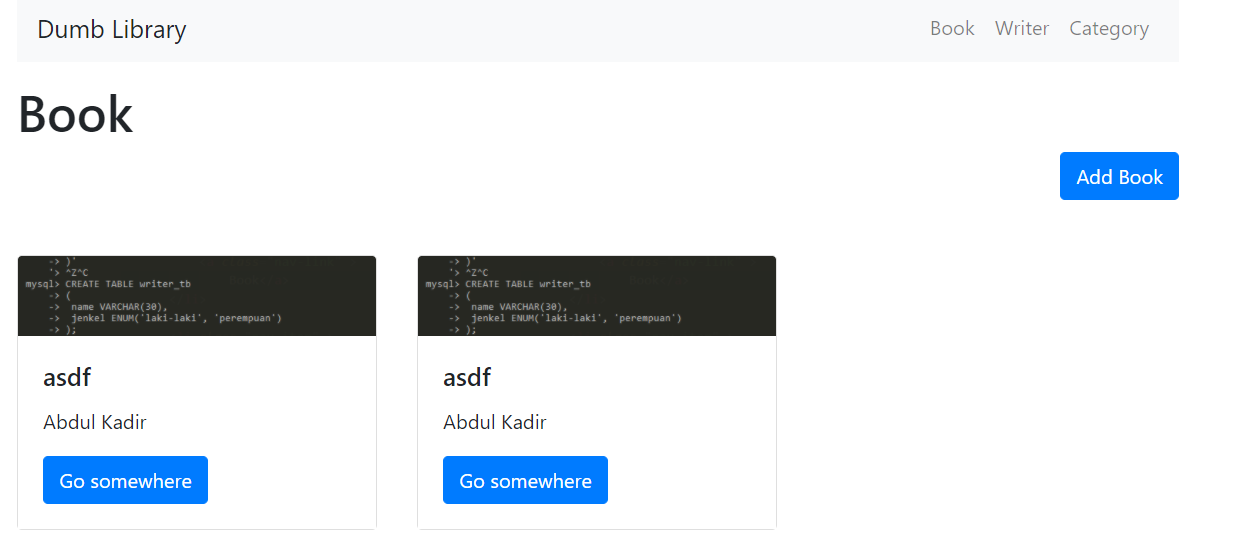 Dumb Library
Book Writer Category
Book
Add Book
-> )'
'> ^Z^C
mysql> CREATE TABLE writer_tb
-> (
-> name VARCHAR(30),
-> jenkel ENUM('laki-laki', 'perempuan')
-> );
asdf
Abdul Kadir
Go somewhere
-> )'
'> ^Z^C
mysql> CREATE TABLE writer_tb
-> (
-> name VARCHAR(30),
-> jenkel ENUM('laki-laki', 'perempuan')
-> );
asdf
Abdul Kadir
Go somewhere